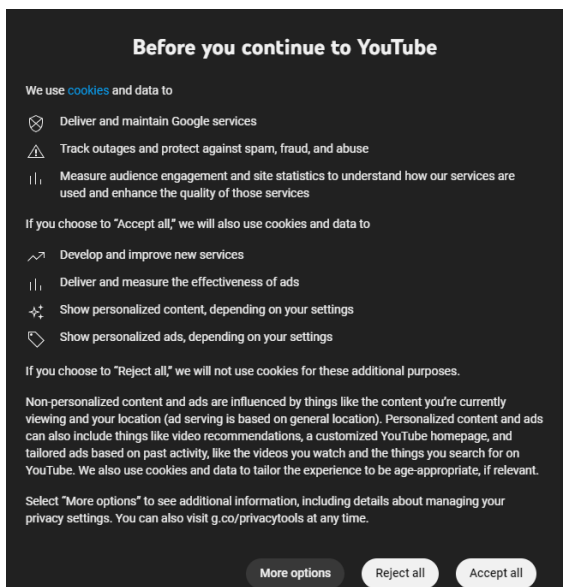 Before you continue to YouTube
We use cookies and data to
Deliver and maintain Google services
Track outages and protect against spam, fraud, and abuse
Measure audience engagement and site statistics to understand how our services are
used and enhance the quality of those services
If you choose to “Accept all,” we will also use cookies and data to
Develop and improve new services
Deliver and measure the effectiveness of ads
Show personalized content, depending on your settings
Show personalized ads, depending on your settings
If you choose to “Reject all,” we will not use cookies for these additional purposes.
Non-personalized content and ads are influenced by things like the content you’re currently
viewing and your location (ad serving is based on general location). Personalized content and ads
can also include things like video recommendations, a customized YouTube homepage, and
tailored ads based on past activity, like the videos you watch and the things you search for on
YouTube. We also use cookies and data to tailor the experience to be age-appropriate, if relevant.
Select “More options” to see additional information, including details about managing your
privacy settings. You can also visit g.co/privacytools at any time.
More options Reject all Accept all